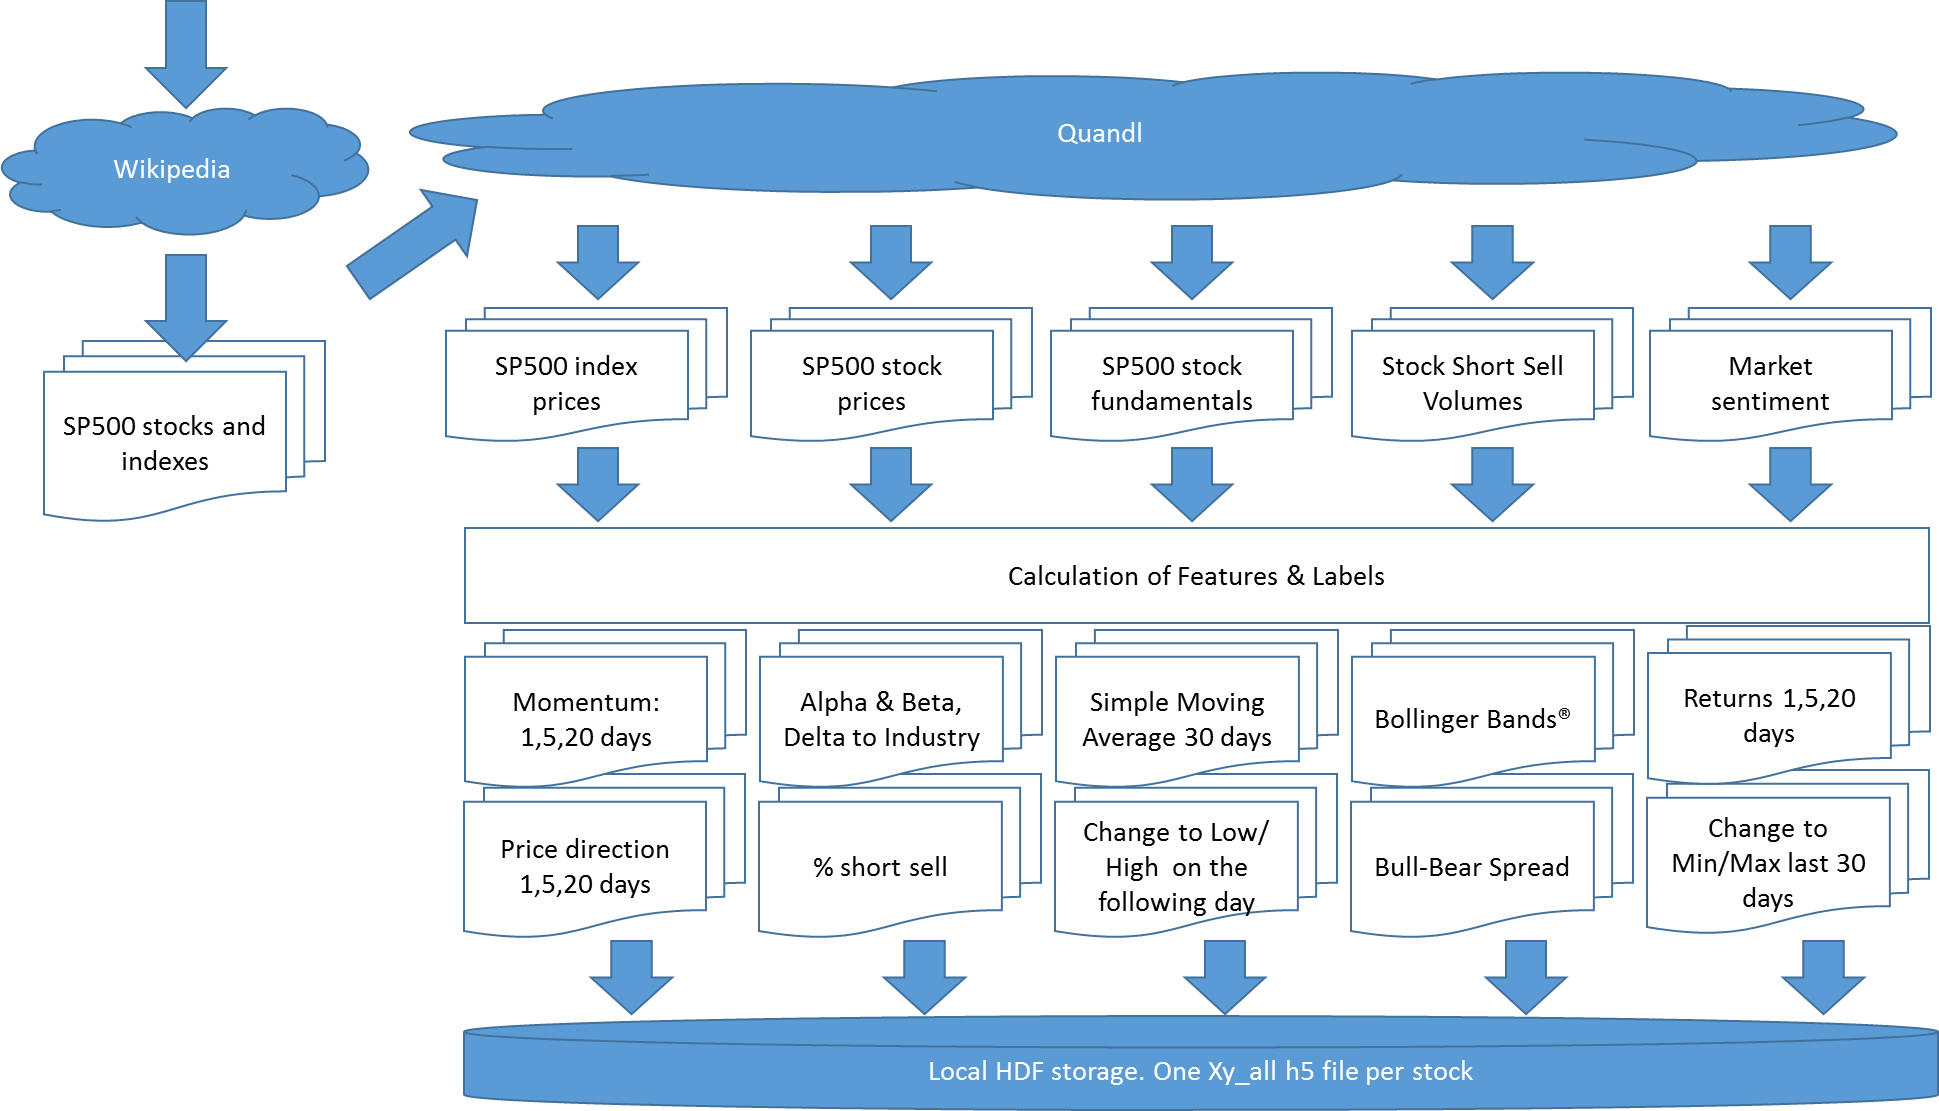 Wikipedia
Quandl
SP500 stocks and
indexes
SP500 index
prices
SP500 stock
prices
SP500 stock
fundamentals
Stock Short Sell
Volumes
Market
sentiment
Calculation of Features & Labels
Momentum:
1,5,20 days
Alpha & Beta,
Delta to Industry
Simple Moving
Average 30 days
Bollinger Bands®
Returns 1,5,20
days
Price direction
1,5,20 days
% short sell
Change to Low/
High on the
following day
Bull-Bear Spread
Change to
Min/Max last 30
days
Local HDF storage. One Xy_all h5 file per stock